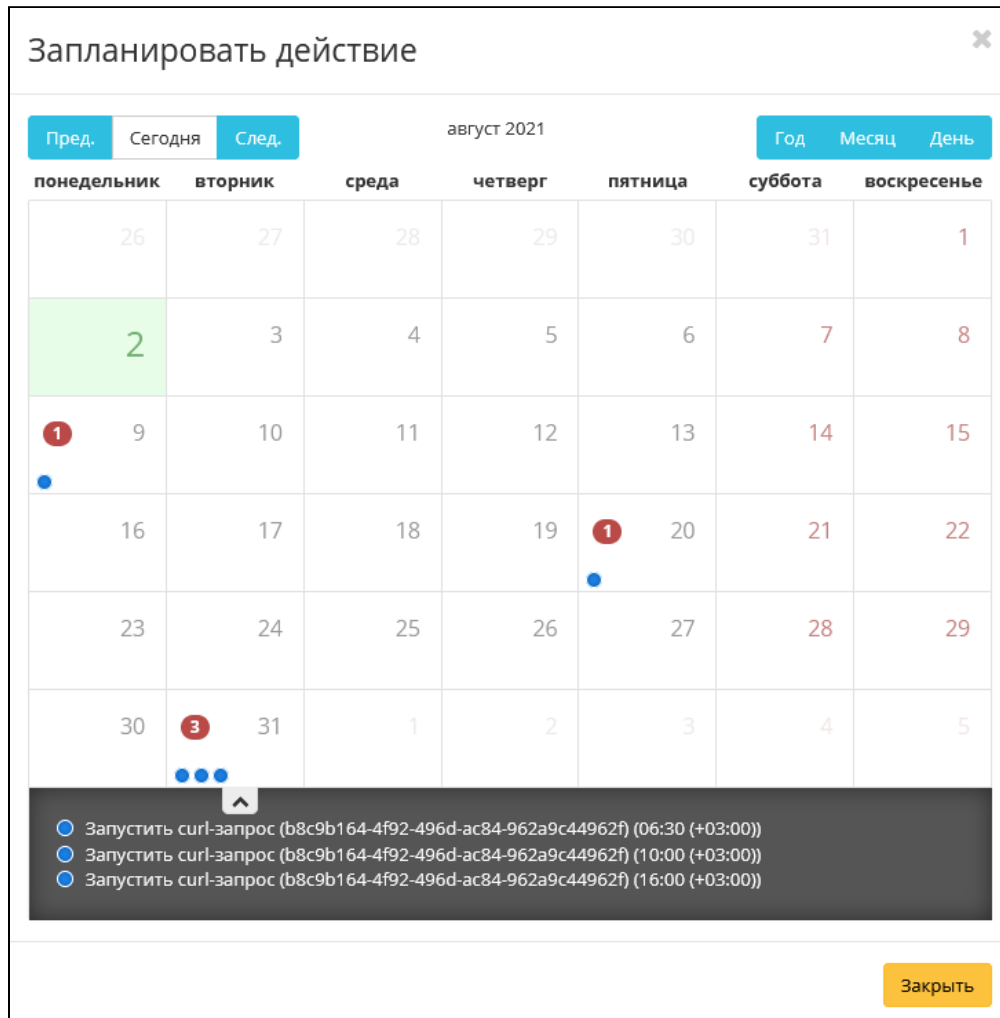 Запланировать действие ×
Пред. Сегодня След. август 2021 Год Месяц День
понедельник вторник среда четверг пятница суббота воскресенье
26 27 28 29 30 31 1
2 3 4 5 6 7 8
1 9 10 11 12 13 14 15
16 17 18 19 1 20 21 22
23 24 25 26 27 28 29
30 3 31 1 2 3 4 5
Запустить curl-запрос (b8c9b164-4f92-496d-ac84-962a9c44962f) (06:30 (+03:00))
Запустить curl-запрос (b8c9b164-4f92-496d-ac84-962a9c44962f) (10:00 (+03:00))
Запустить curl-запрос (b8c9b164-4f92-496d-ac84-962a9c44962f) (16:00 (+03:00))
Закрыть